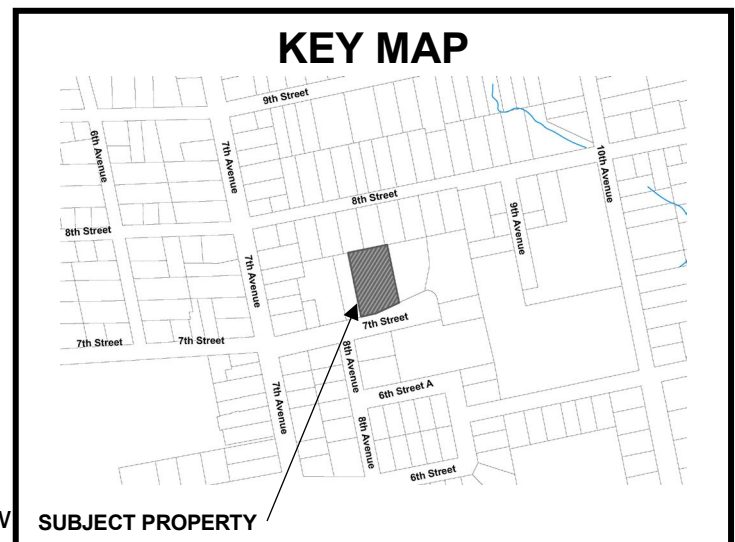 KEY MAP
9th Street
6th Avenue
7th Avenue
10th Avenue
8th Street
9th Avenue
8th Street
7th Avenue
7th Street
7th Street
7th Street
8th Avenue
7th Avenue
6th Street A
8th Avenue
6th Street
SUBJECT PROPERTY